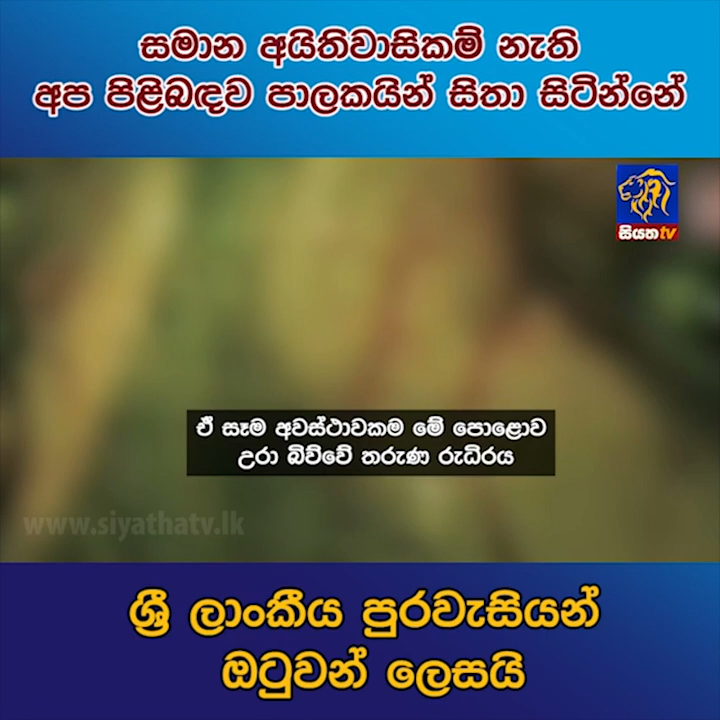 සමාන අයිතිවාසිකම් නැති
අප පිළිබඳව පාලකයින් සිතා සිටින්නේ
සියත tv
ඒ සෑම අවස්ථාවකම මේ පොළොව
උරා බිව්වේ තරුණ රුධිරය
www.siyathatv.lk
ශ්‍රී ලාංකීය පුරවැසියන්
ඔටුවන් ලෙසයි